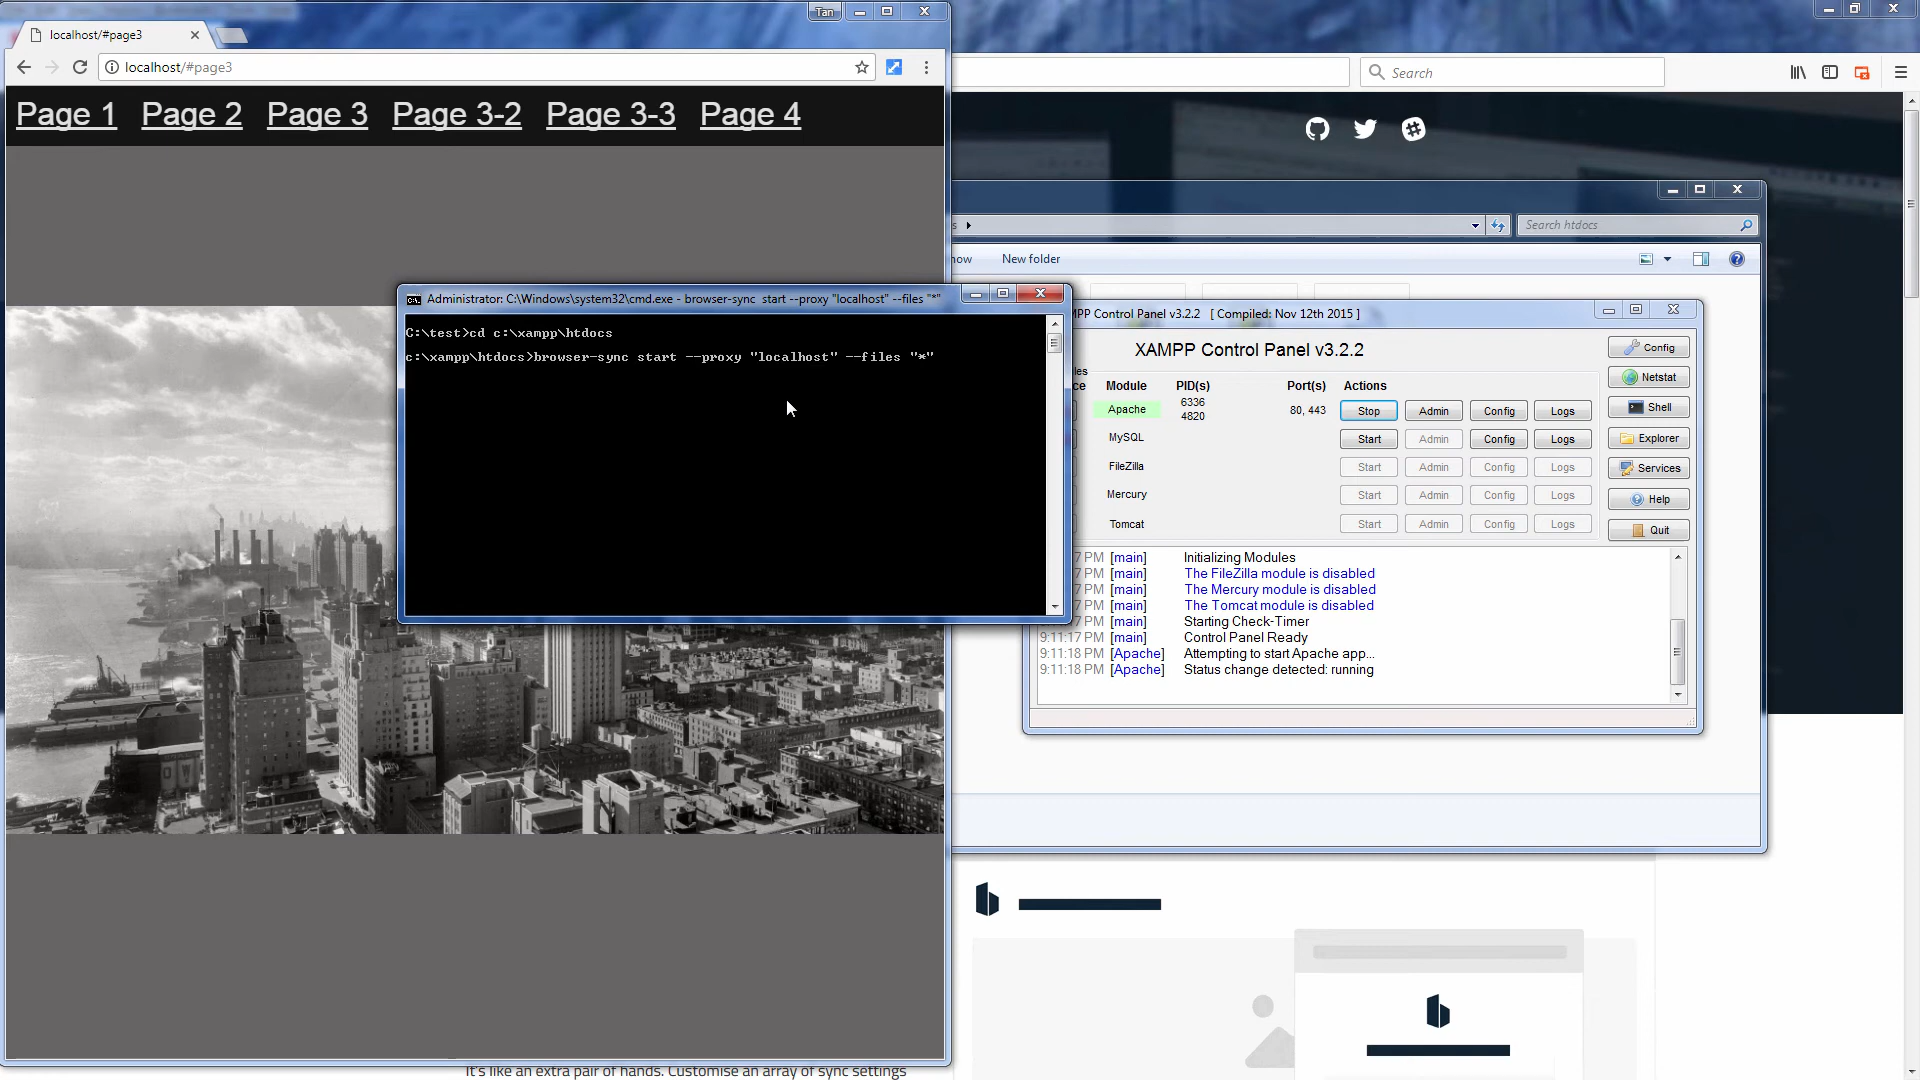 Tan
localhost/#page3
localhost/#page3
Page 1 Page 2 Page 3 Page 3-2 Page 3-3 Page 4
Search
Search htdocs
New folder
Administrator: C:\Windows\system32\cmd.exe - browser-sync start --proxy "localhost" --files "*"
C:\test>cd c:\xampp\htdocs
c:\xampp\htdocs>browser-sync start --proxy "localhost" --files "*"
PP Control Panel v3.2.2 [ Compiled: Nov 12th 2015 ]
XAMPP Control Panel v3.2.2
Module PID(s) Port(s) Actions
Apache 6336 4820 80, 443 Stop Admin Config Logs
MySQL Start Admin Config Logs
FileZilla Start Admin Config Logs
Mercury Start Admin Config Logs
Tomcat Start Admin Config Logs
Config
Netstat
Shell
Explorer
Services
Help
Quit
7 PM [main] Initializing Modules
7 PM [main] The FileZilla module is disabled
7 PM [main] The Mercury module is disabled
7 PM [main] The Tomcat module is disabled
7 PM [main] Starting Check-Timer
9:11:17 PM [main] Control Panel Ready
9:11:18 PM [Apache] Attempting to start Apache app...
9:11:18 PM [Apache] Status change detected: running
It's like an extra pair of hands. Customise an array of sync settings